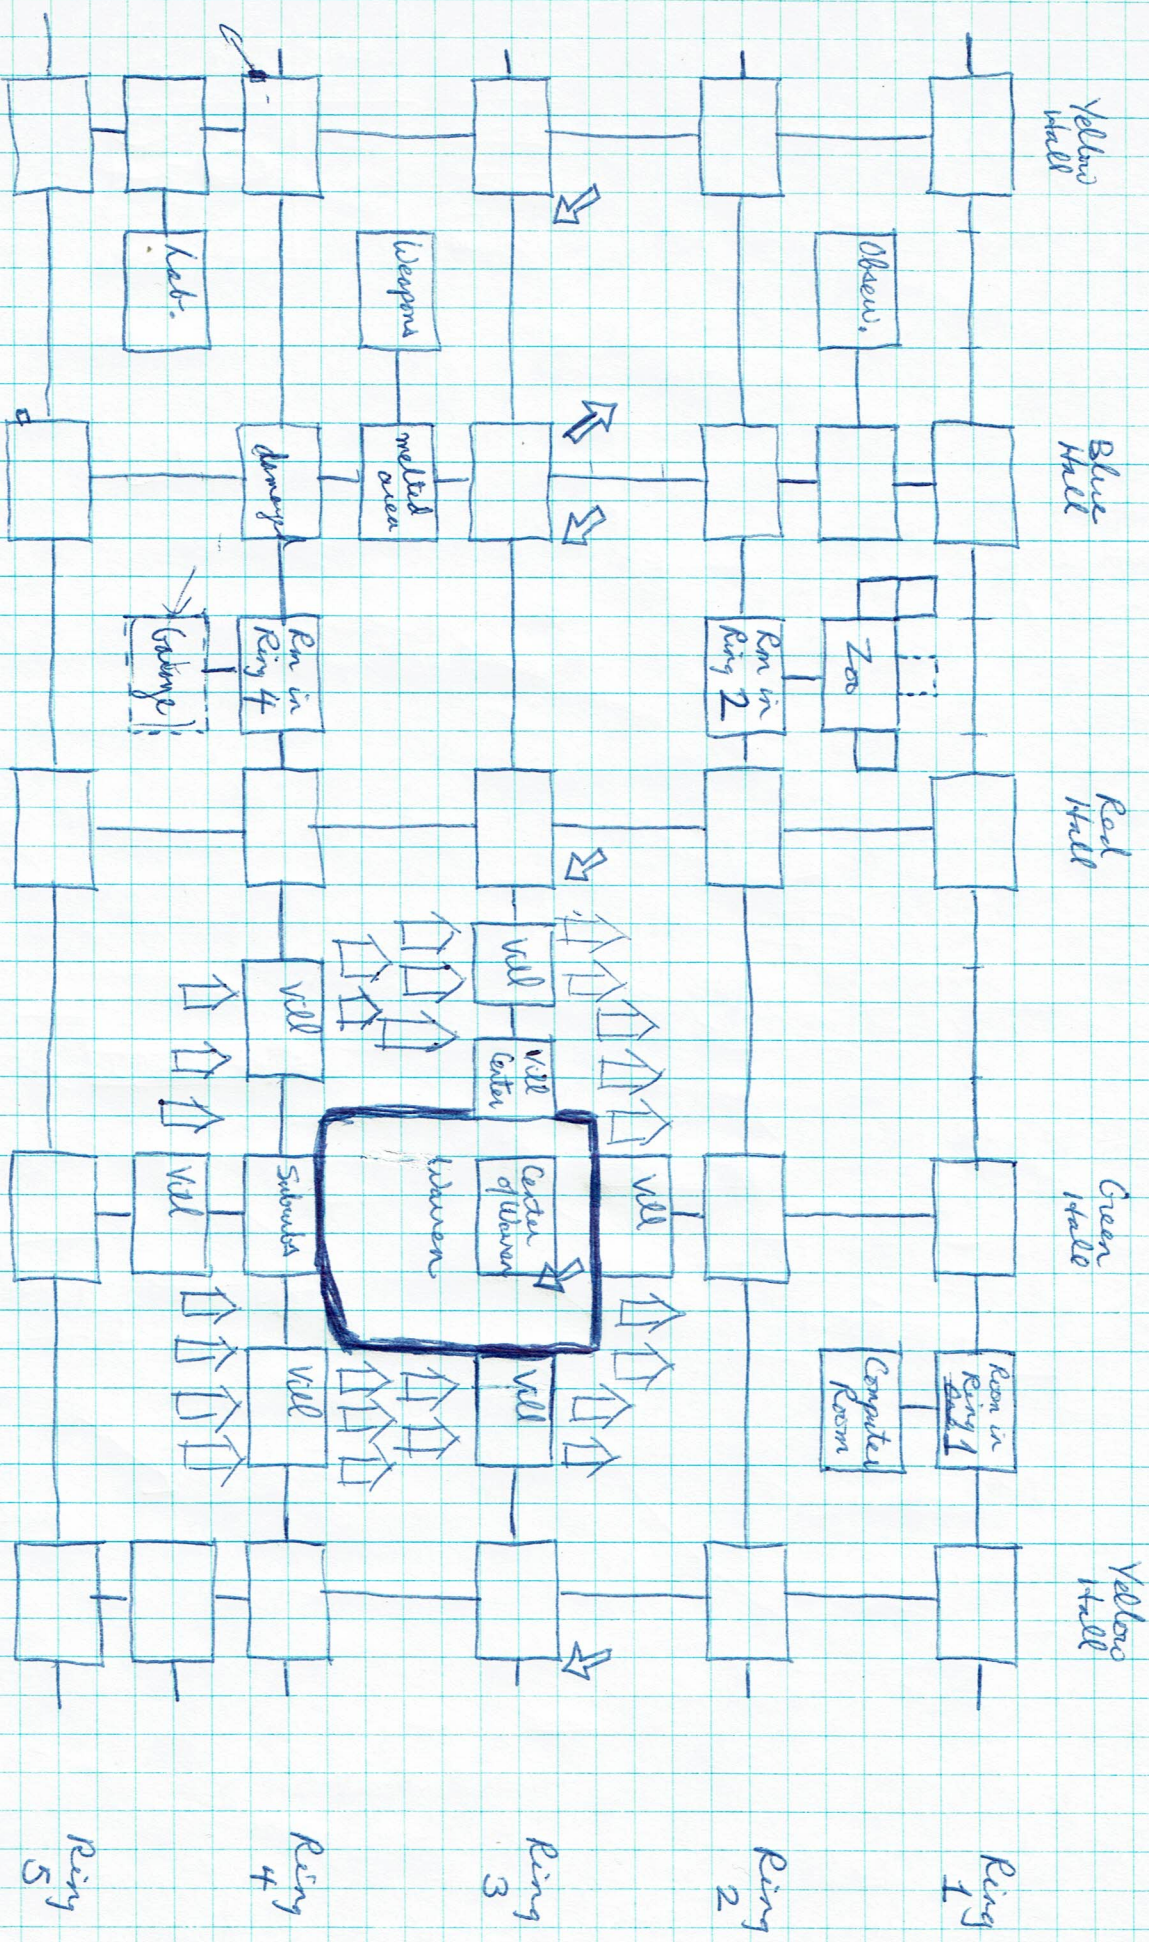 Yellow
Hall
Blue
Hall
Red
Hall
Green
Hall
Yellow
Hall
Room in
Ring 1
Ring
1
Observ.
Zoo
Computer
Room
Rm in
Ring 2
Ring
2
Vill
Vill
Vill
Center
Center
of Warren
Vill
Ring
3
Warren
Weapons
melted
area
damaged
Rm in
Ring 4
Vill
Suburbs
Vill
Ring
4
Lab.
Garbage
Vill
Ring
5